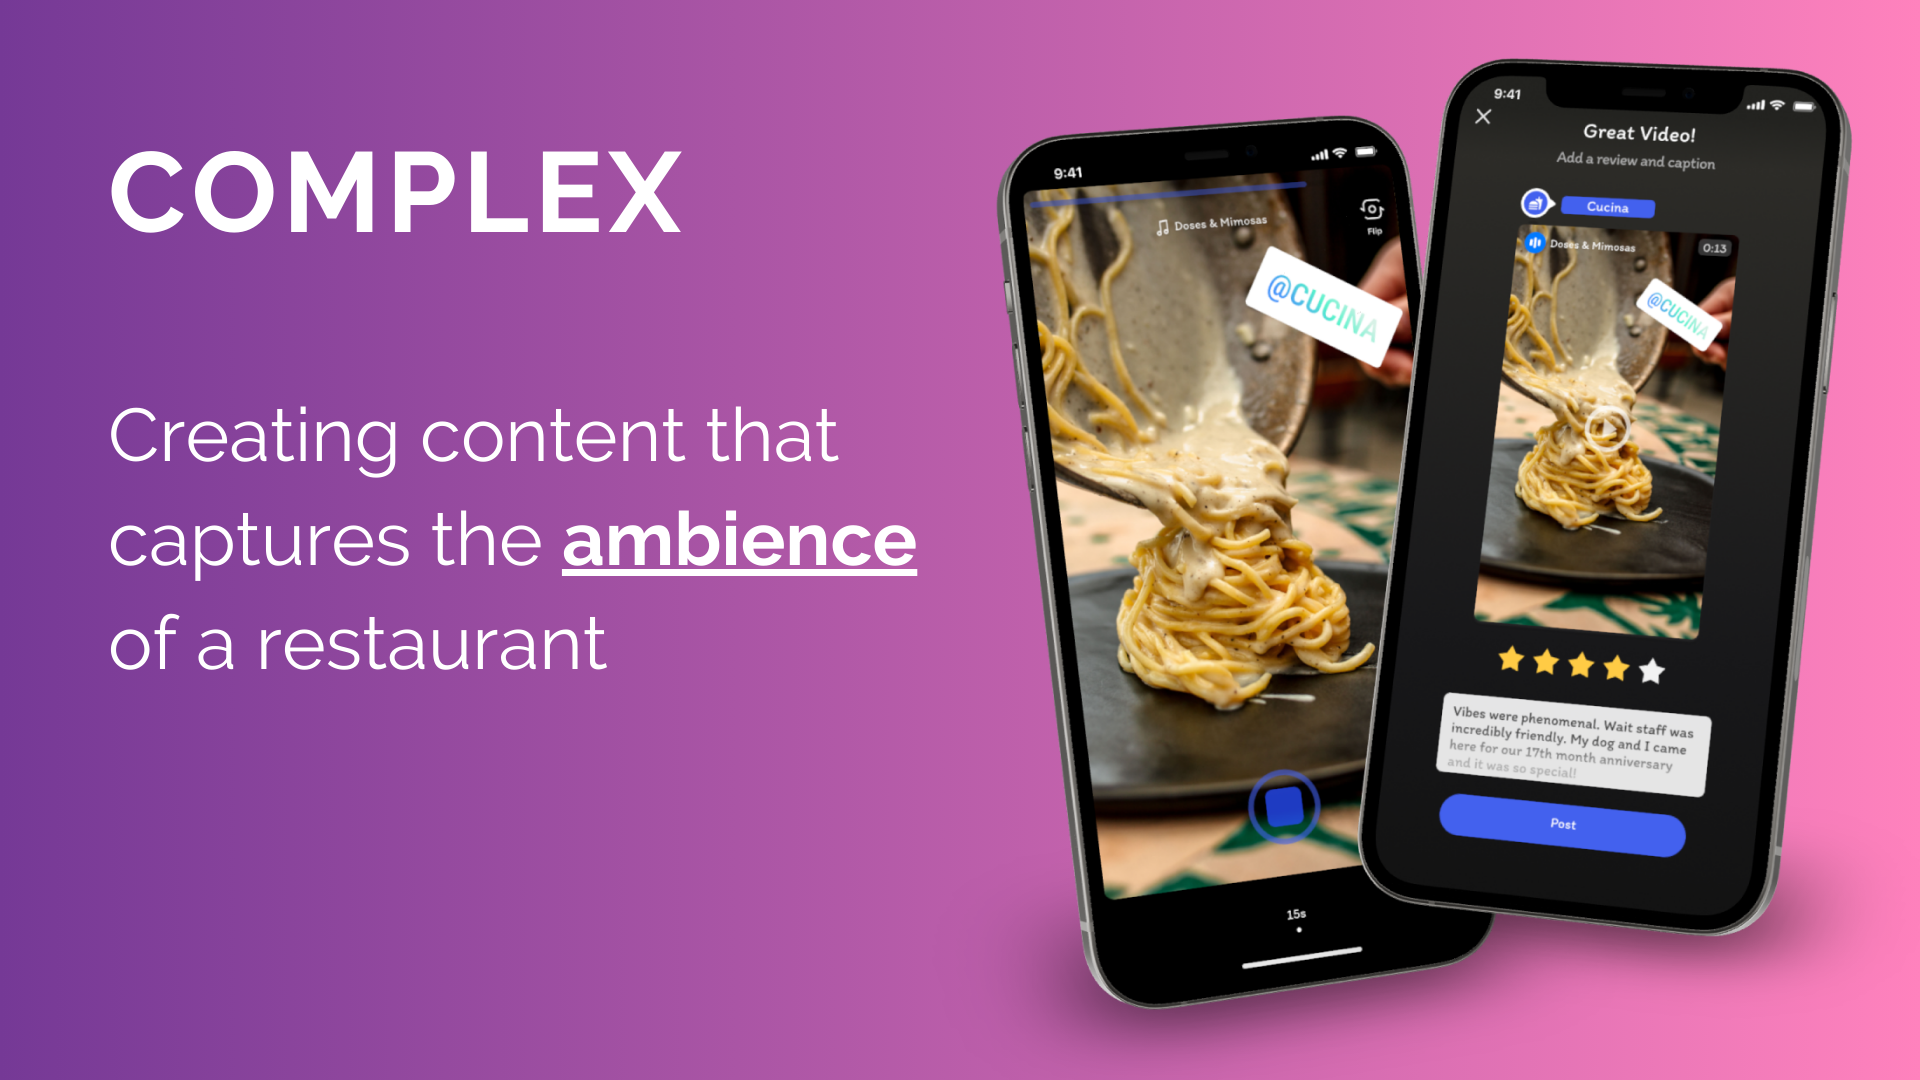 COMPLEX
Creating content that
captures the ambience
of a restaurant
9:41
Doses & Mimosas
Flip
@CUCINA
15s
9:41
Great Video!
Add a review and caption
Cucina
Doses & Mimosas
0:13
@CUCINA
Vibes were phenomenal. Wait staff was
incredibly friendly. My dog and I came
here for our 17th month anniversary
and it was so special!
Post